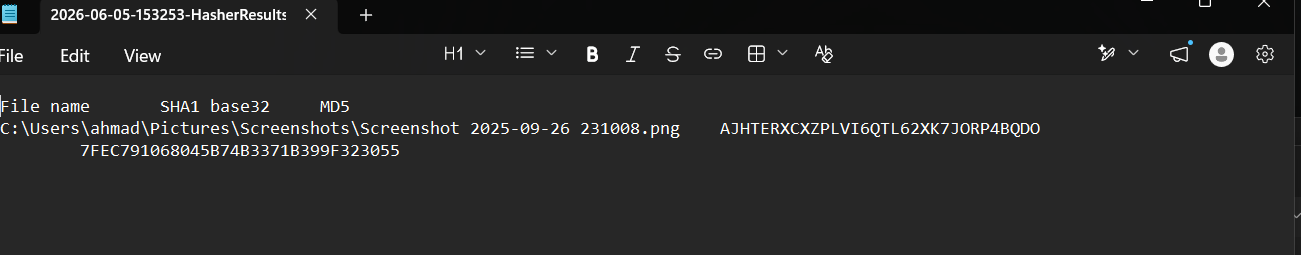 2026-06-05-153253-HasherResults
File Edit View H1 B I S
File name SHA1 base32 MD5
C:\Users\ahmad\Pictures\Screenshots\Screenshot 2025-09-26 231008.png AJHTERXCXZPLVI6QTL62XK7JORP4BQDO
7FEC791068045B74B3371B399F323055